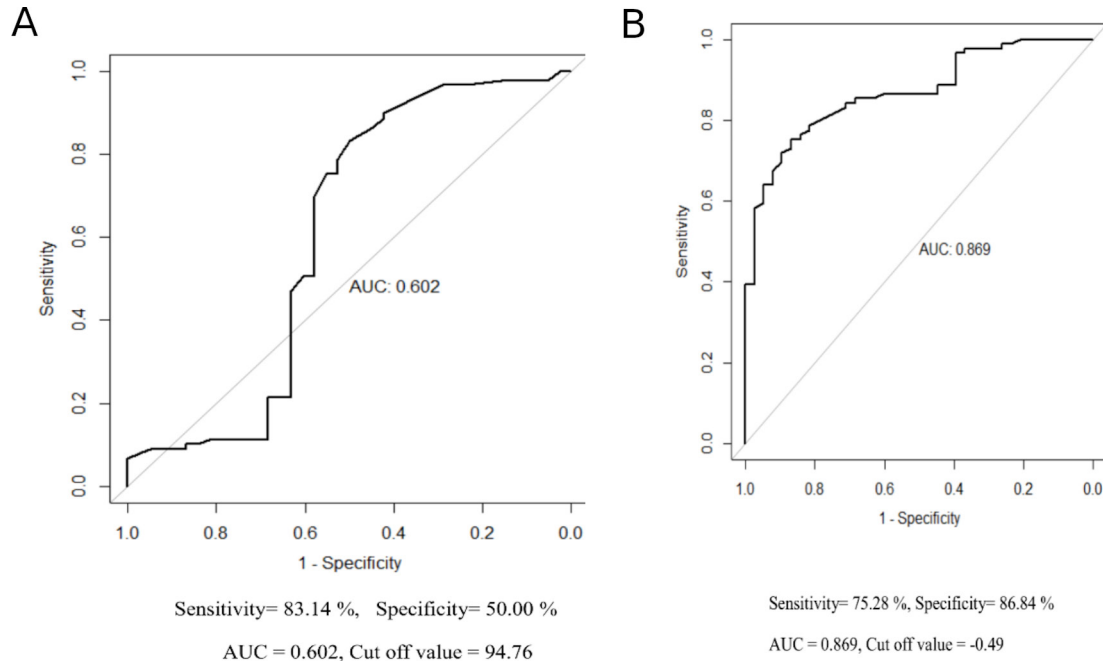 A
1.0
0.8
0.6
0.4
0.2
0.0
Sensitivity
AUC: 0.602
1.0 0.8 0.6 0.4 0.2 0.0
1 - Specificity
Sensitivity= 83.14 %, Specificity= 50.00 %
AUC = 0.602, Cut off value = 94.76
B
1.0
0.8
0.6
0.4
0.2
0.0
Sensitivity
AUC: 0.869
1.0 0.8 0.6 0.4 0.2 0.0
1 - Specificity
Sensitivity= 75.28 %, Specificity= 86.84 %
AUC = 0.869, Cut off value = -0.49